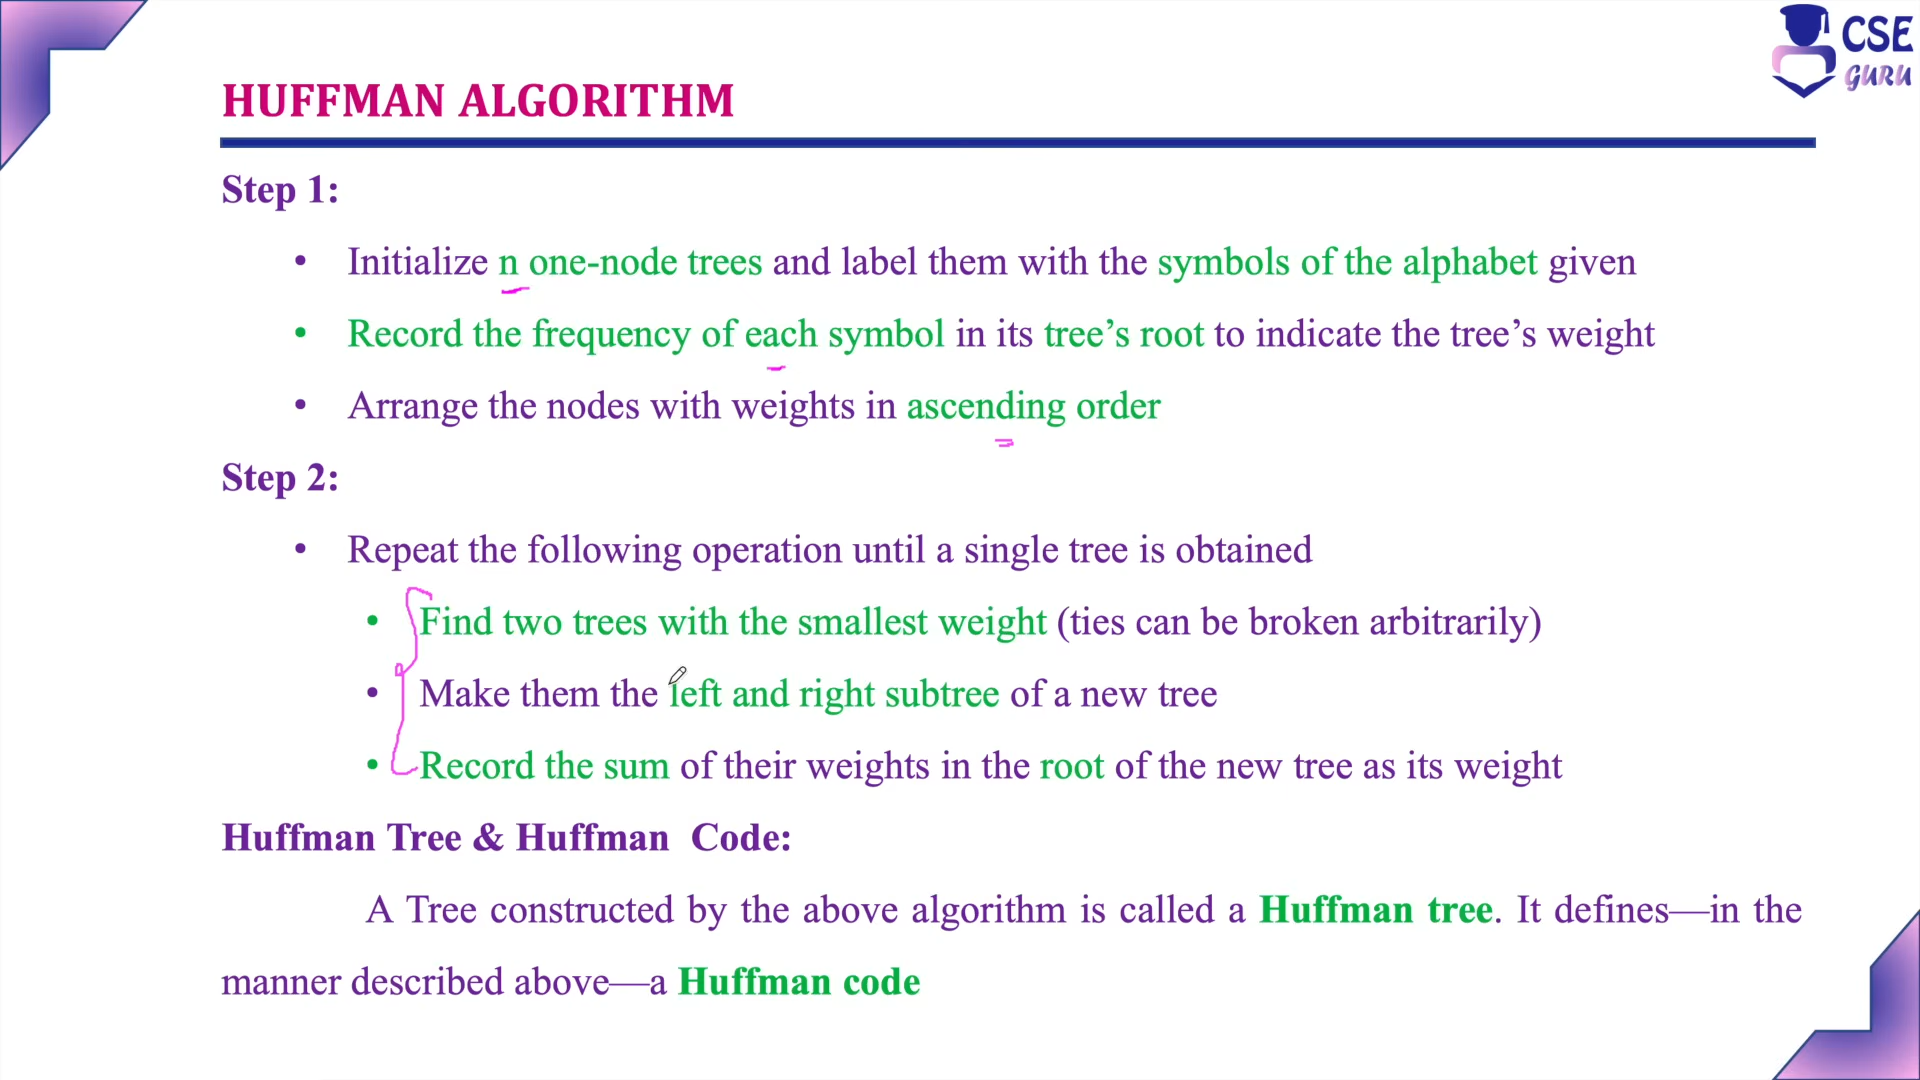 CSE
GURU
HUFFMAN ALGORITHM
Step 1:
• Initialize n one-node trees and label them with the symbols of the alphabet given
• Record the frequency of each symbol in its tree’s root to indicate the tree’s weight
• Arrange the nodes with weights in ascending order
Step 2:
• Repeat the following operation until a single tree is obtained
• Find two trees with the smallest weight (ties can be broken arbitrarily)
• Make them the left and right subtree of a new tree
• Record the sum of their weights in the root of the new tree as its weight
Huffman Tree & Huffman Code:
A Tree constructed by the above algorithm is called a Huffman tree. It defines—in the
manner described above—a Huffman code